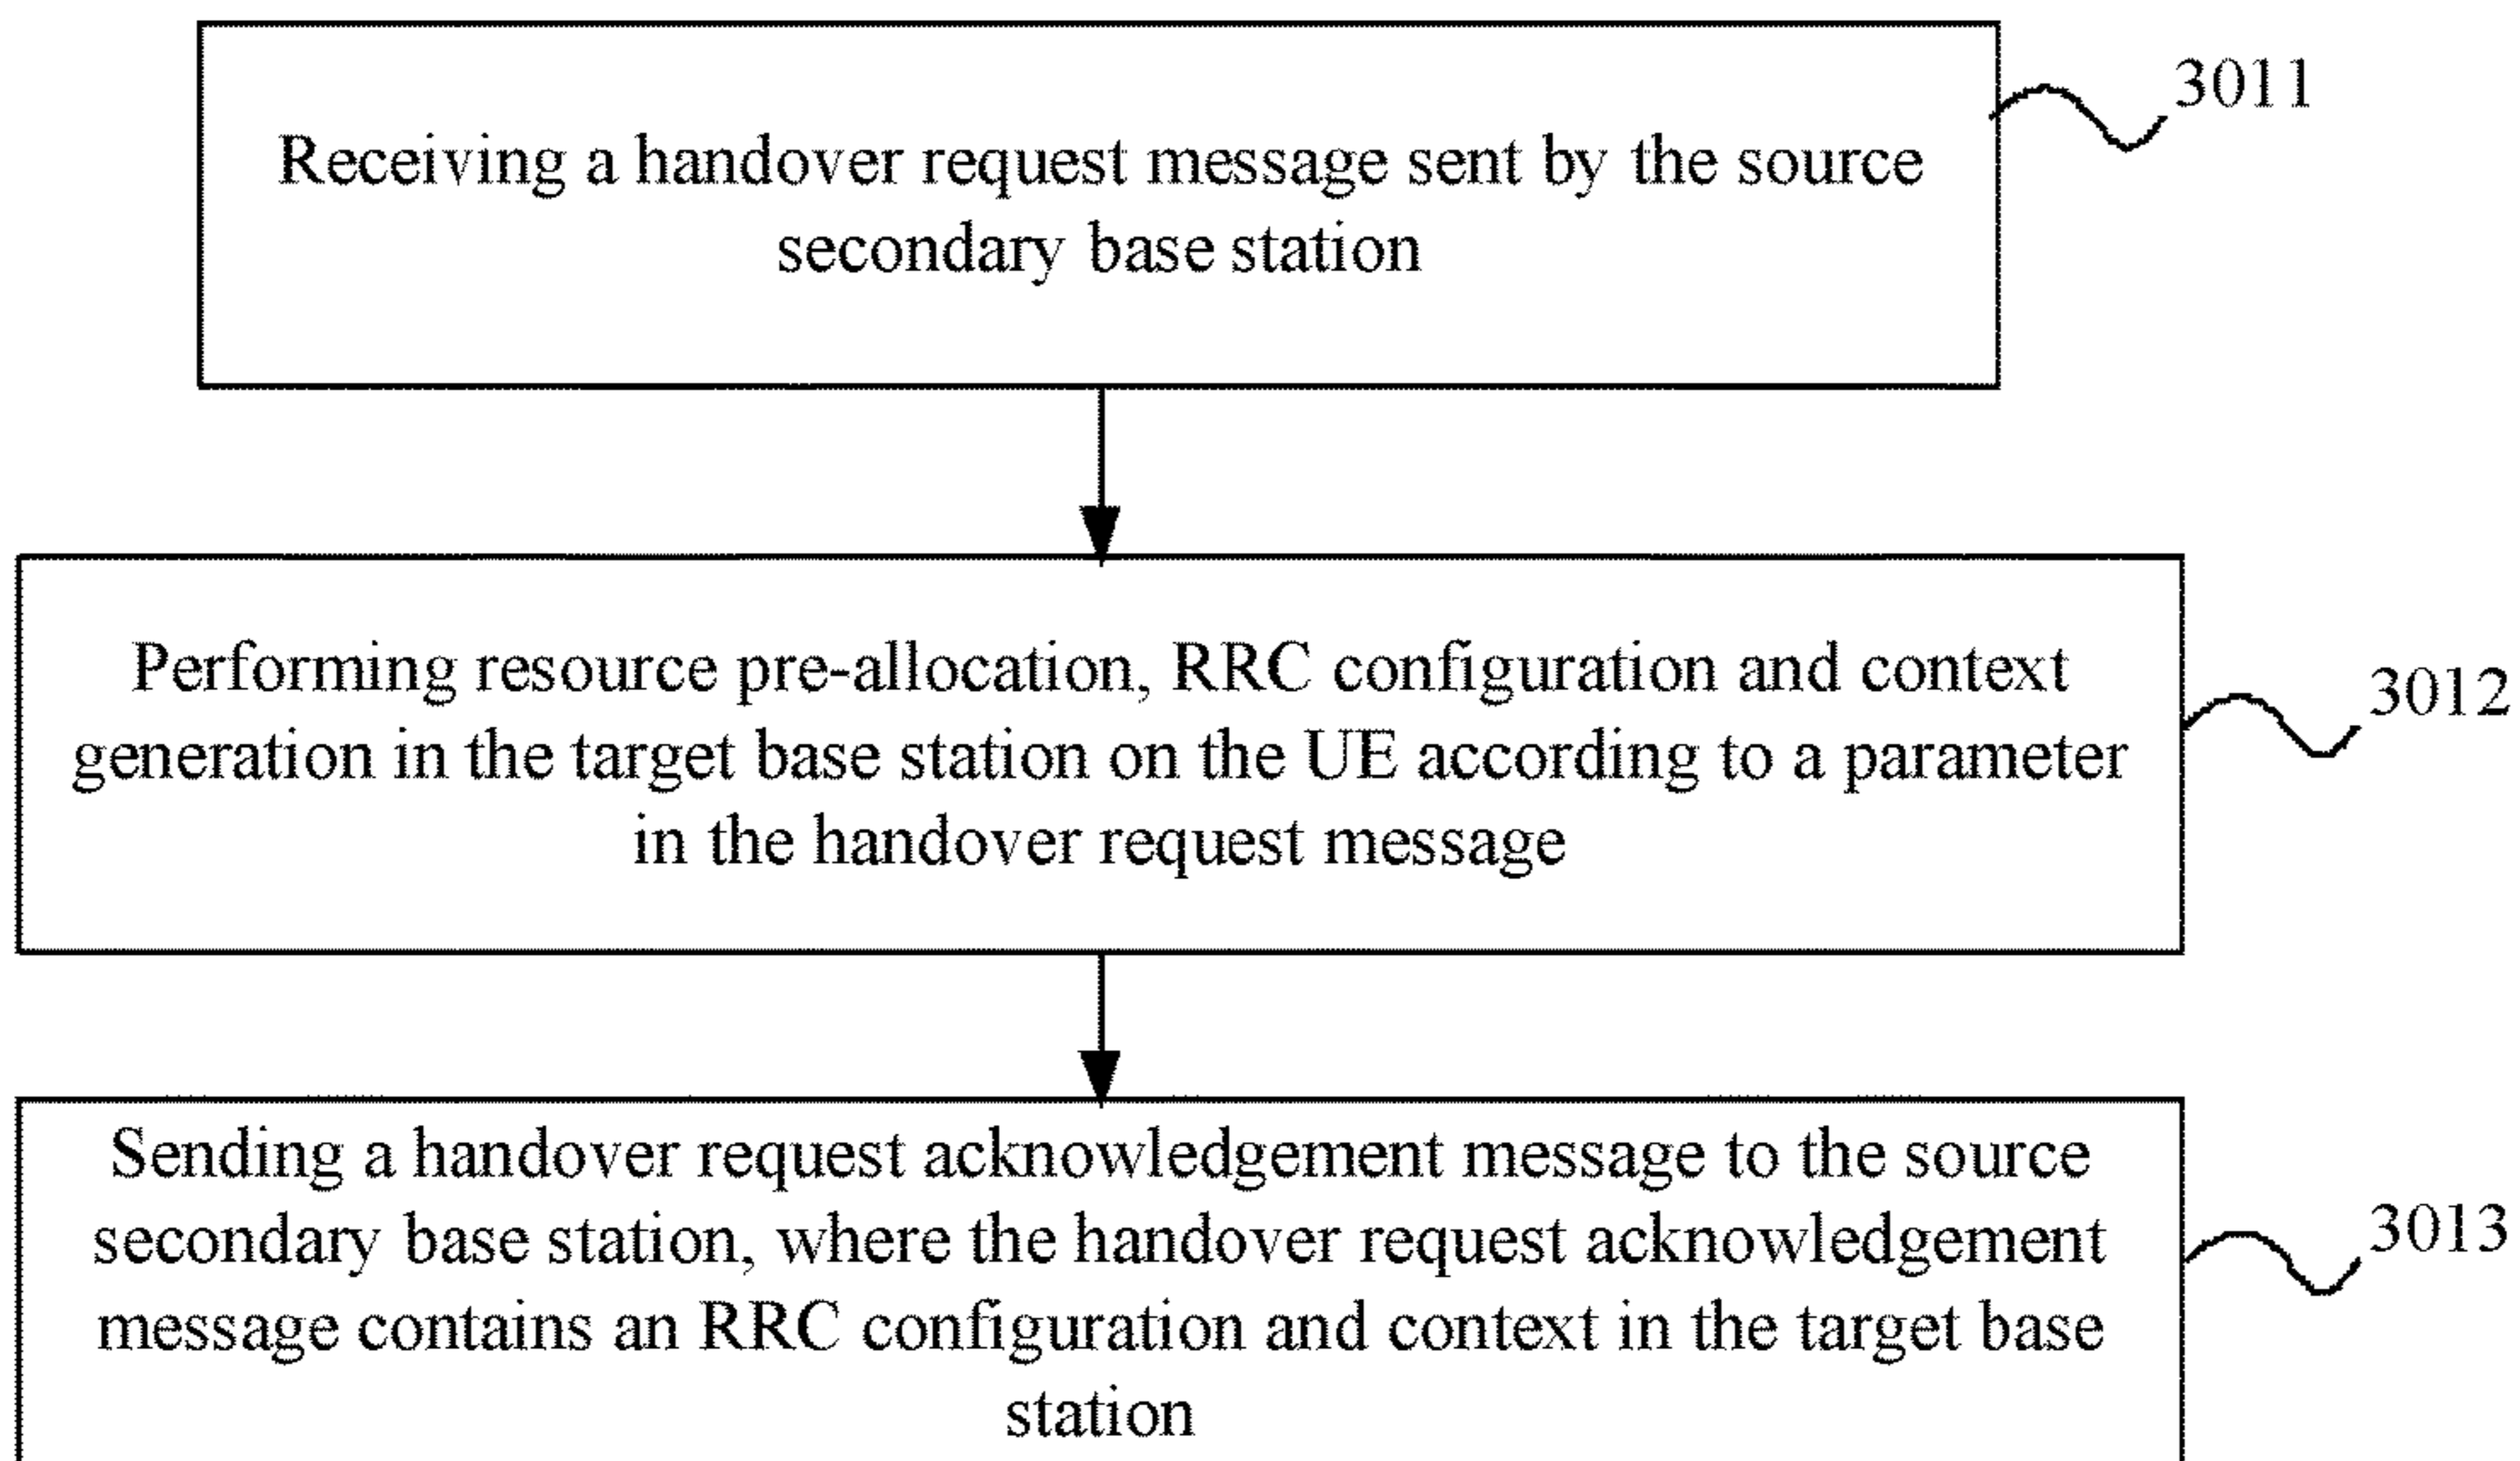 Receiving a handover request message sent by the source
secondary base station
3011
Performing resource pre-allocation, RRC configuration and context
generation in the target base station on the UE according to a parameter
in the handover request message
3012
Sending a handover request acknowledgement message to the source
secondary base station, where the handover request acknowledgement
message contains an RRC configuration and context in the target base
station
3013